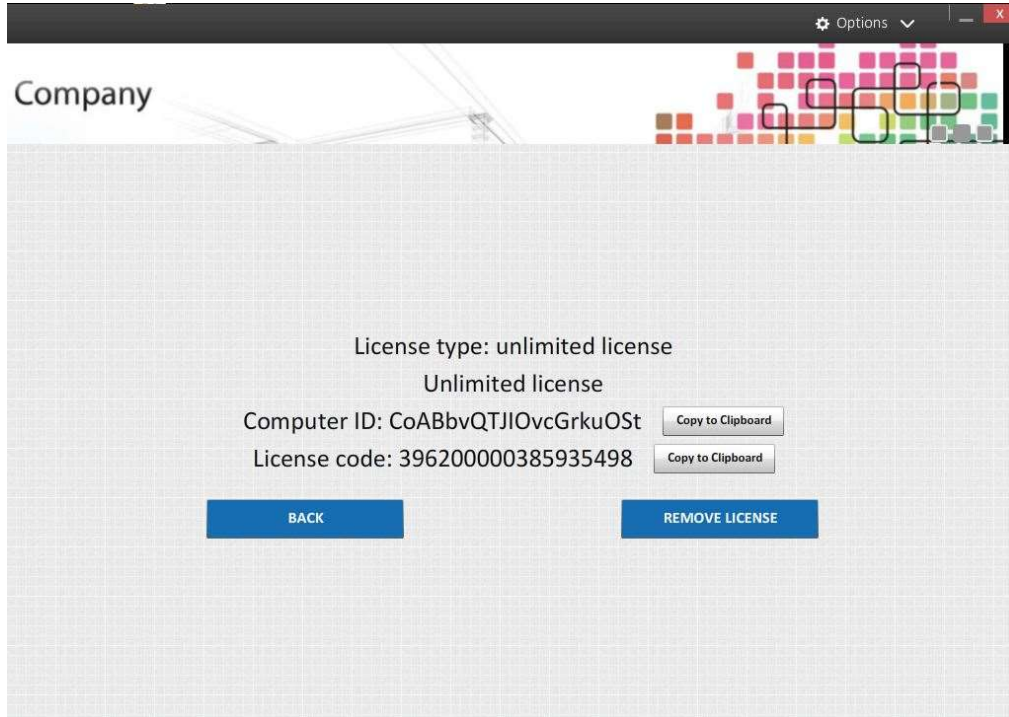 Options
X
Company
License type: unlimited license
Unlimited license
Computer ID: CoABbvQTJIOvcGrkuOSt Copy to Clipboard
License code: 396200000385935498 Copy to Clipboard
BACK REMOVE LICENSE